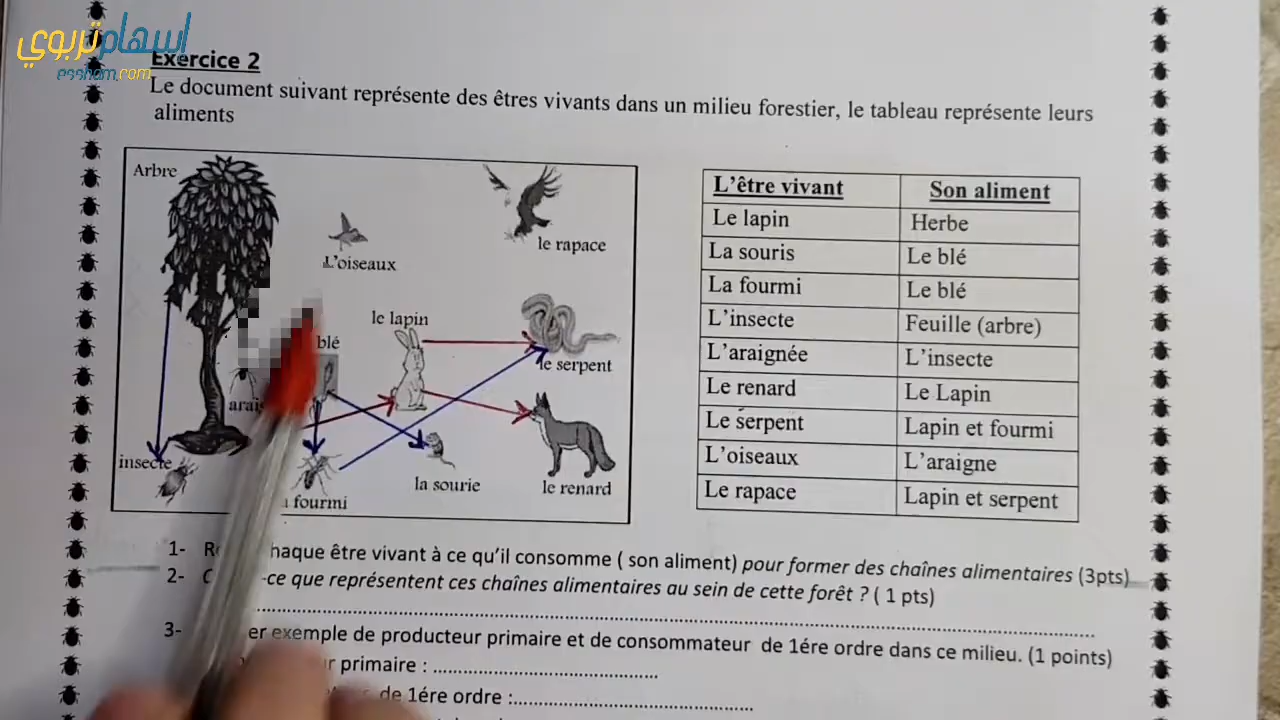 إسهام تربوي
essham.com
Exercice 2
Le document suivant représente des êtres vivants dans un milieu forestier, le tableau représente leurs
aliments
Arbre
le rapace
L'oiseaux
le lapin
blé
le serpent
insecte
la sourie
le renard
fourmi
L'être vivant Son aliment
Le lapin Herbe
La souris Le blé
La fourmi Le blé
L'insecte Feuille (arbre)
L'araignée L'insecte
Le renard Le Lapin
Le serpent Lapin et fourmi
L'oiseaux L'araigne
Le rapace Lapin et serpent
1- haque être vivant à ce qu'il consomme ( son aliment) pour former des chaînes alimentaires (3pts)
2- -ce que représentent ces chaînes alimentaires au sein de cette forêt ? ( 1 pts)
3- er exemple de producteur primaire et de consommateur de 1ére ordre dans ce milieu. (1 points)
primaire :
de 1ére ordre :